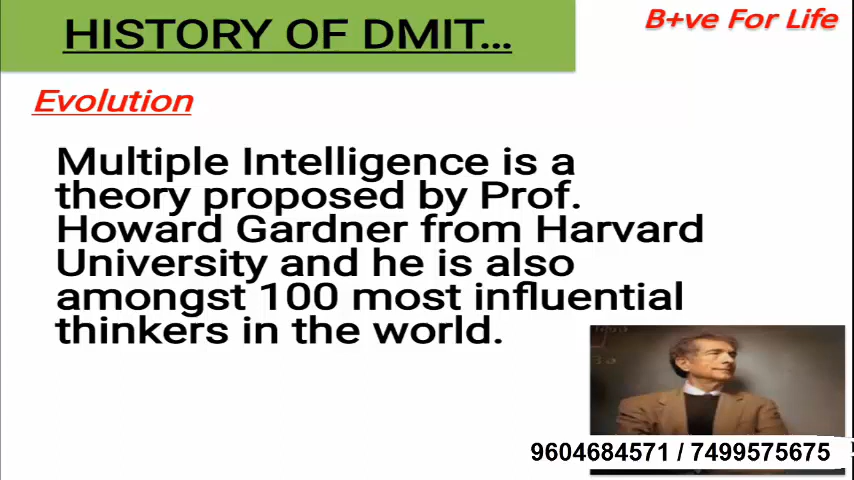 HISTORY OF DMIT...
B+ve For Life
Evolution
Multiple Intelligence is a
theory proposed by Prof.
Howard Gardner from Harvard
University and he is also
amongst 100 most influential
thinkers in the world.
9604684571 / 7499575675